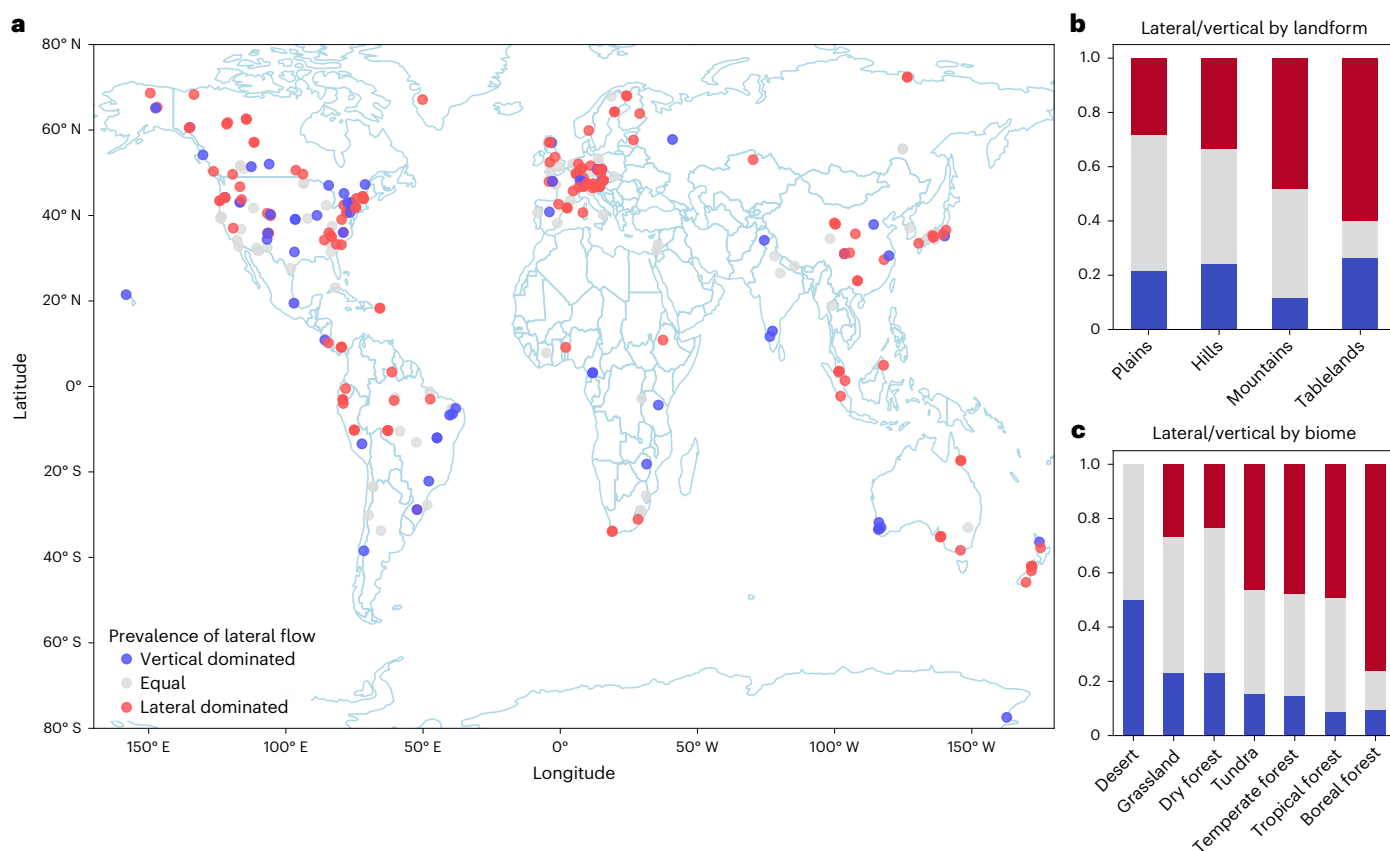 a
80° N
60° N
40° N
20° N
0°
20° S
40° S
60° S
80° S
Latitude
Prevalence of lateral flow
Vertical dominated
Equal
Lateral dominated
150° E
100° E
50° E
0°
50° W
100° W
150° W
Longitude
b
Lateral/vertical by landform
1.0
0.8
0.6
0.4
0.2
0
Plains
Hills
Mountains
Tablelands
c
Lateral/vertical by biome
1.0
0.8
0.6
0.4
0.2
0
Desert
Grassland
Dry forest
Tundra
Temperate forest
Tropical forest
Boreal forest